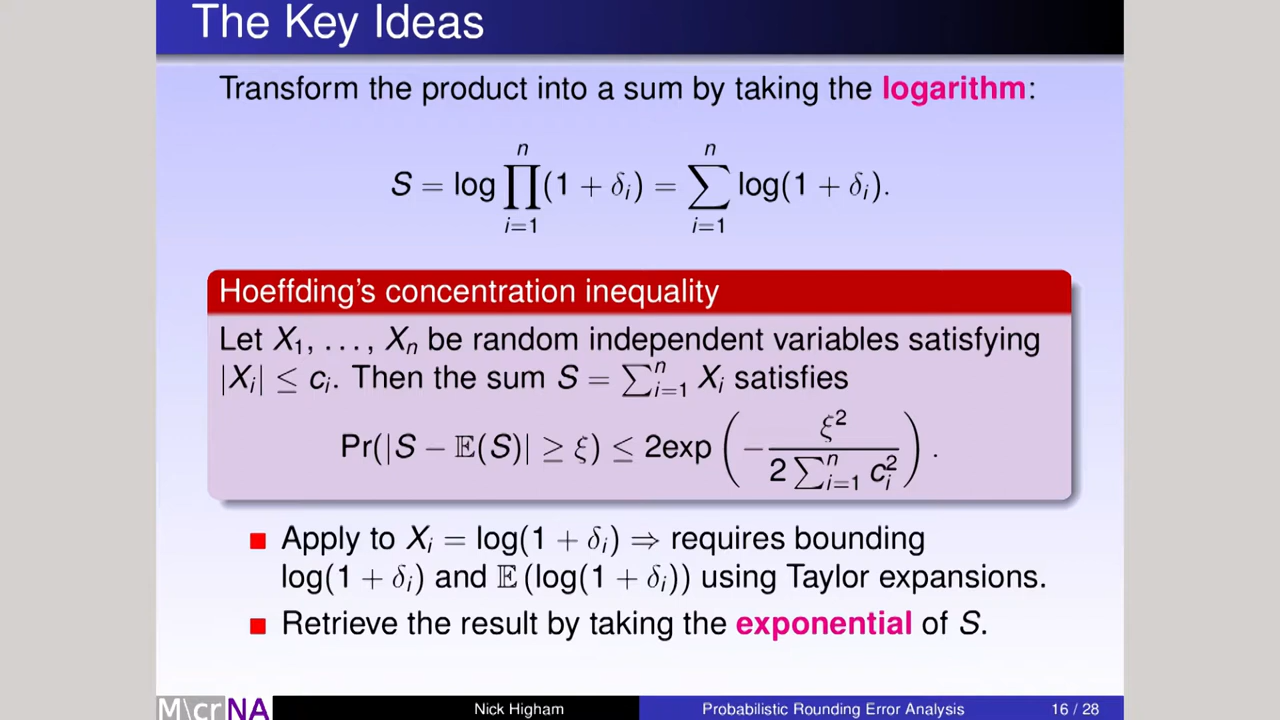 The Key Ideas
Transform the product into a sum by taking the logarithm:
S = log ∏_{i=1}^{n} (1 + δ_i) = ∑_{i=1}^{n} log(1 + δ_i).
Hoeffding's concentration inequality
Let X_1, ..., X_n be random independent variables satisfying
|X_i| ≤ c_i. Then the sum S = ∑_{i=1}^{n} X_i satisfies
Pr(|S − 𝔼(S)| ≥ ξ) ≤ 2exp(−ξ² / (2 ∑_{i=1}^{n} c_i²)).
Apply to X_i = log(1 + δ_i) ⇒ requires bounding
log(1 + δ_i) and 𝔼(log(1 + δ_i)) using Taylor expansions.
Retrieve the result by taking the exponential of S.
M\crNA Nick Higham Probabilistic Rounding Error Analysis 16 / 28